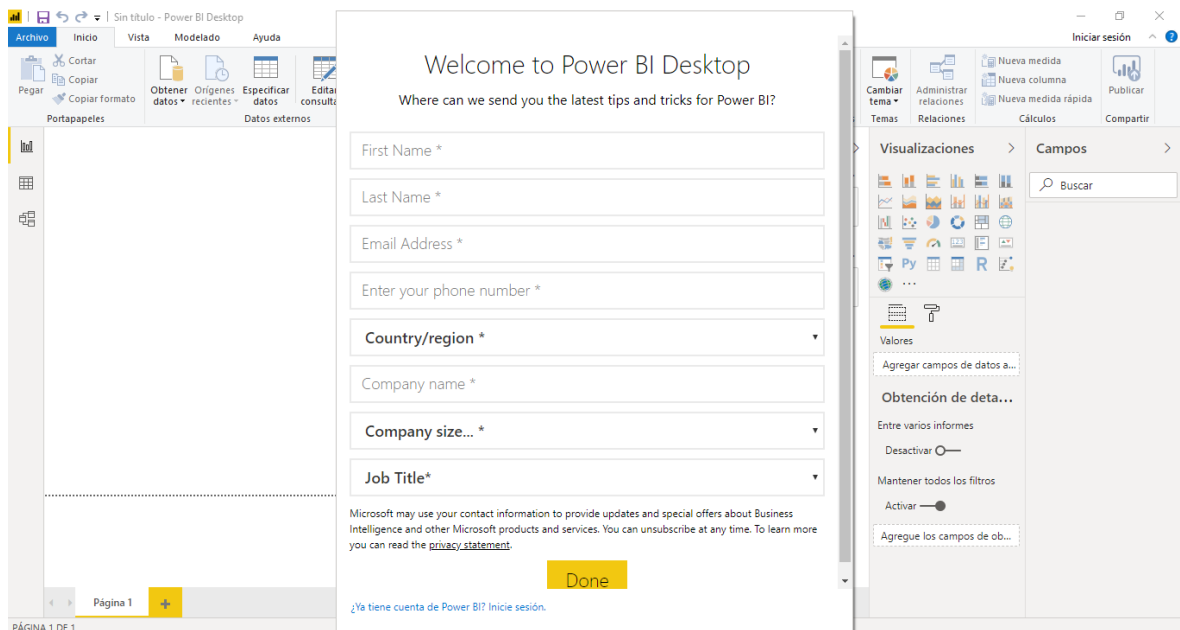 Sin título - Power BI Desktop
Archivo Inicio Vista Modelado Ayuda
Iniciar sesión
Pegar
Cortar
Copiar
Copiar formato
Portapapeles
Obtener datos
Orígenes recientes
Especificar datos
Datos externos
Cambiar tema
Temas
Administrar relaciones
Relaciones
Nueva medida
Nueva columna
Nueva medida rápida
Cálculos
Publicar
Compartir
Welcome to Power BI Desktop
Where can we send you the latest tips and tricks for Power BI?
First Name *
Last Name *
Email Address *
Enter your phone number *
Country/region *
Company name *
Company size... *
Job Title*
Microsoft may use your contact information to provide updates and special offers about Business
Intelligence and other Microsoft products and services. You can unsubscribe at any time. To learn more
you can read the privacy statement.
Done
¿Ya tiene cuenta de Power BI? Inicie sesión.
Visualizaciones
Py
R
...
Valores
Agregar campos de datos a...
Obtención de deta...
Entre varios informes
Desactivar
Mantener todos los filtros
Activar
Agregue los campos de ob...
Campos
Buscar
Página 1
PÁGINA 1 DE 1